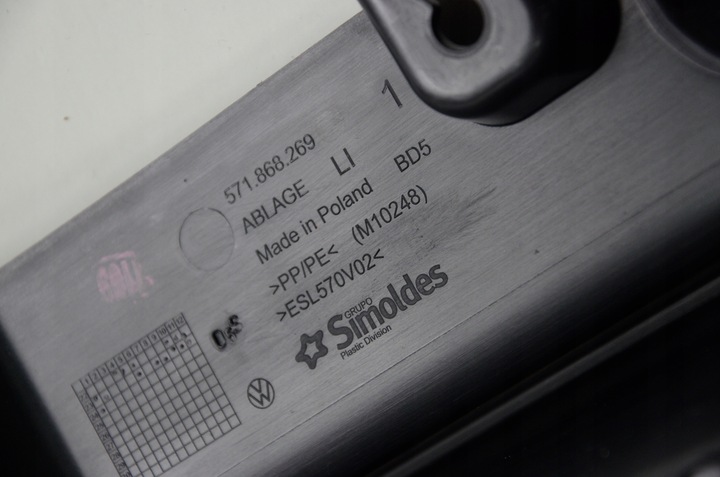 1
571.868.269
ABLAGE LI BD5
Made in Poland
>PP/PE< (M10248)
>ESL570V02<
GRUPO
Simoldes
Plastic Division